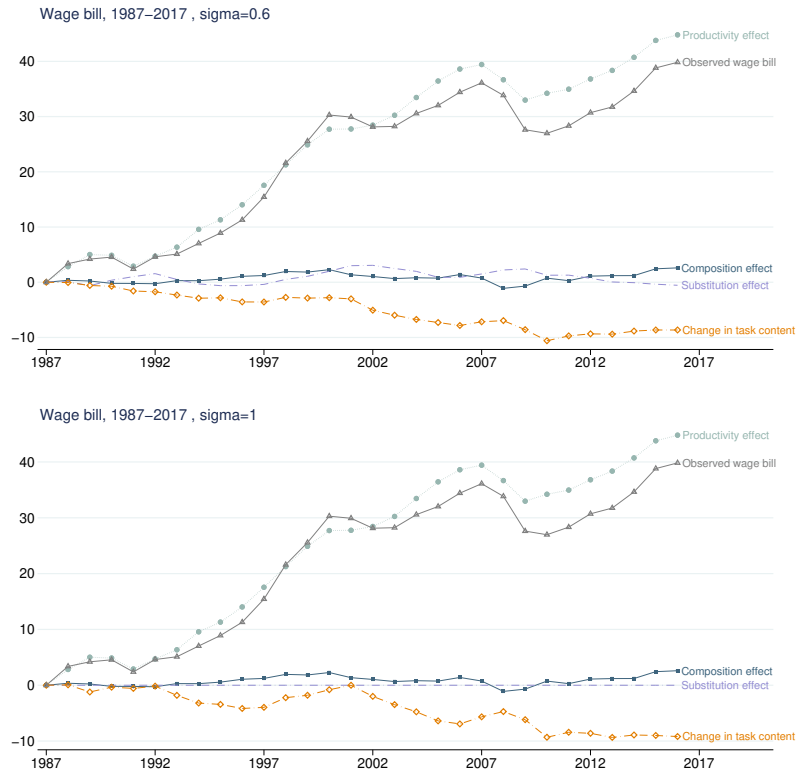 Wage bill, 1987−2017 , sigma=0.6
Productivity effect
Observed wage bill
40
30
20
10
0
Composition effect
Substitution effect
Change in task content
−10
1987 1992 1997 2002 2007 2012 2017
Wage bill, 1987−2017 , sigma=1
Productivity effect
Observed wage bill
40
30
20
10
Composition effect
0
Substitution effect
Change in task content
−10
1987 1992 1997 2002 2007 2012 2017